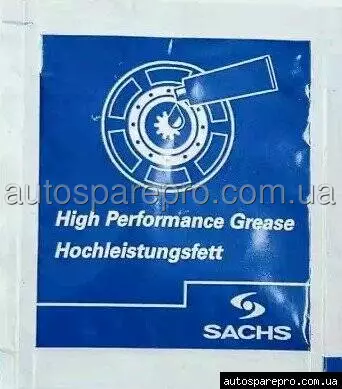 autosparepro.com.ua
High Performance Grease
Hochleistungsfett
SACHS
autosparepro.com.ua